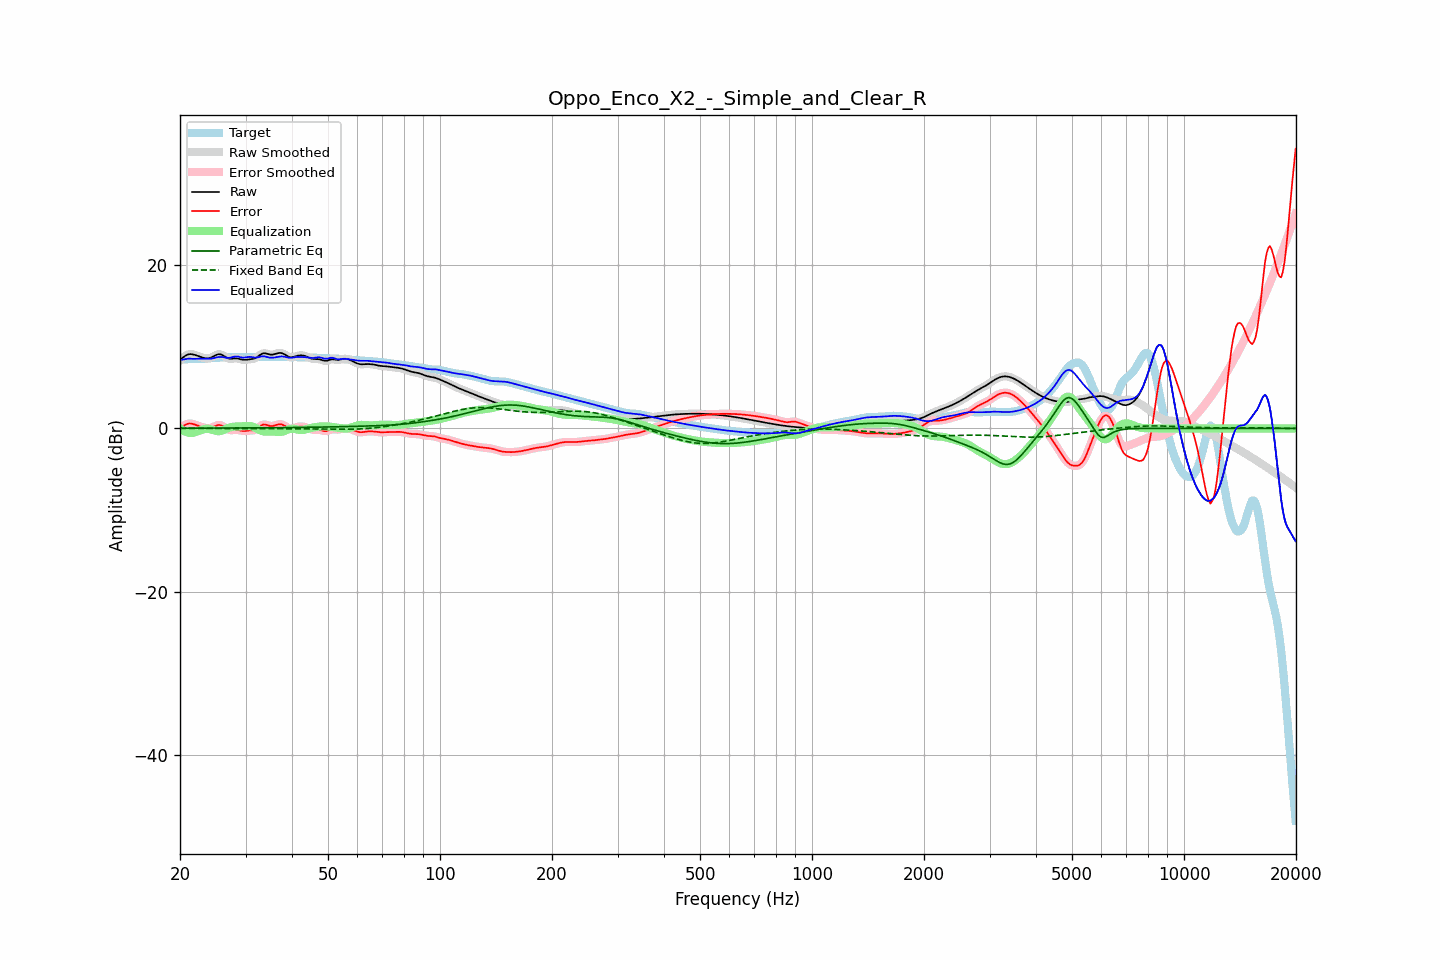 Oppo_Enco_X2_-_Simple_and_Clear_R
Target
Raw Smoothed
Error Smoothed
Raw
Error
Equalization
Parametric Eq
Fixed Band Eq
Equalized
Amplitude (dBr)
20
0
−20
−40
20 50 100 200 500 1000 2000 5000 10000 20000
Frequency (Hz)